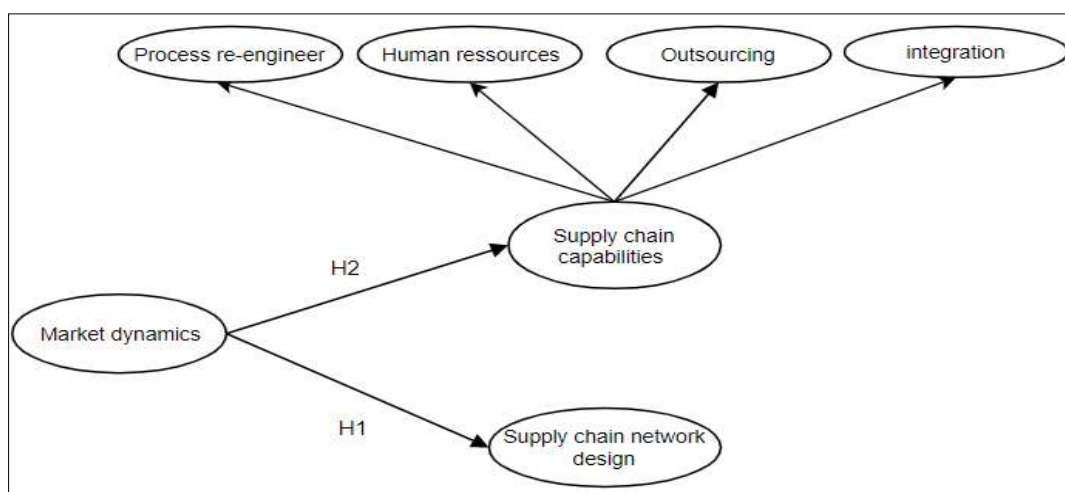 Process re-engineer
Human ressources
Outsourcing
integration
Supply chain
capabilities
H2
Market dynamics
H1
Supply chain network
design